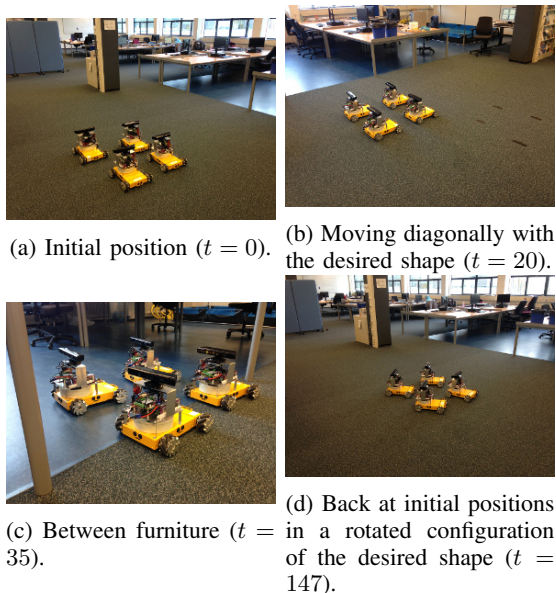 (a) Initial position (t = 0).
(b) Moving diagonally with
the desired shape (t = 20).
(c) Between furniture (t =
35).
(d) Back at initial positions
in a rotated configuration
of the desired shape (t =
147).